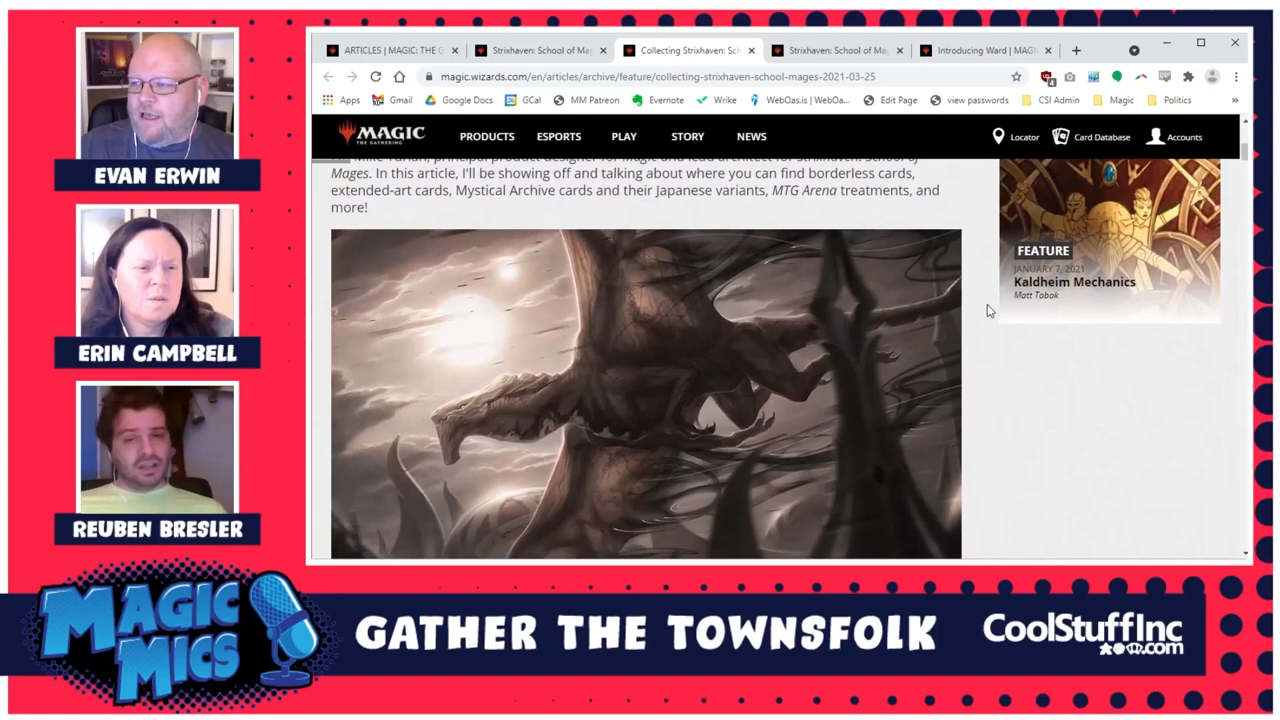 EVAN ERWIN
ERIN CAMPBELL
REUBEN BRESLER
ARTICLES | MAGIC: THE G
Strixhaven: School of Mag
Collecting Strixhaven: Sch
Strixhaven: School of Mag
Introducing Ward | MAGI
magic.wizards.com/en/articles/archive/feature/collecting-strixhaven-school-mages-2021-03-25
Apps
Gmail
Google Docs
GCal
MM Patreon
Evernote
Wrike
WebOas.is | WebOa...
Edit Page
view passwords
CSI Admin
Magic
Politics
MAGIC
THE GATHERING
PRODUCTS
ESPORTS
PLAY
STORY
NEWS
Locator
Card Database
Accounts
Mages. In this article, I'll be showing off and talking about where you can find borderless cards,
extended-art cards, Mystical Archive cards and their Japanese variants, MTG Arena treatments, and
more!
FEATURE
JANUARY 7, 2021
Kaldheim Mechanics
Matt Tabak
MAGIC
MICS
GATHER THE TOWNSFOLK
CoolStuffInc
.com